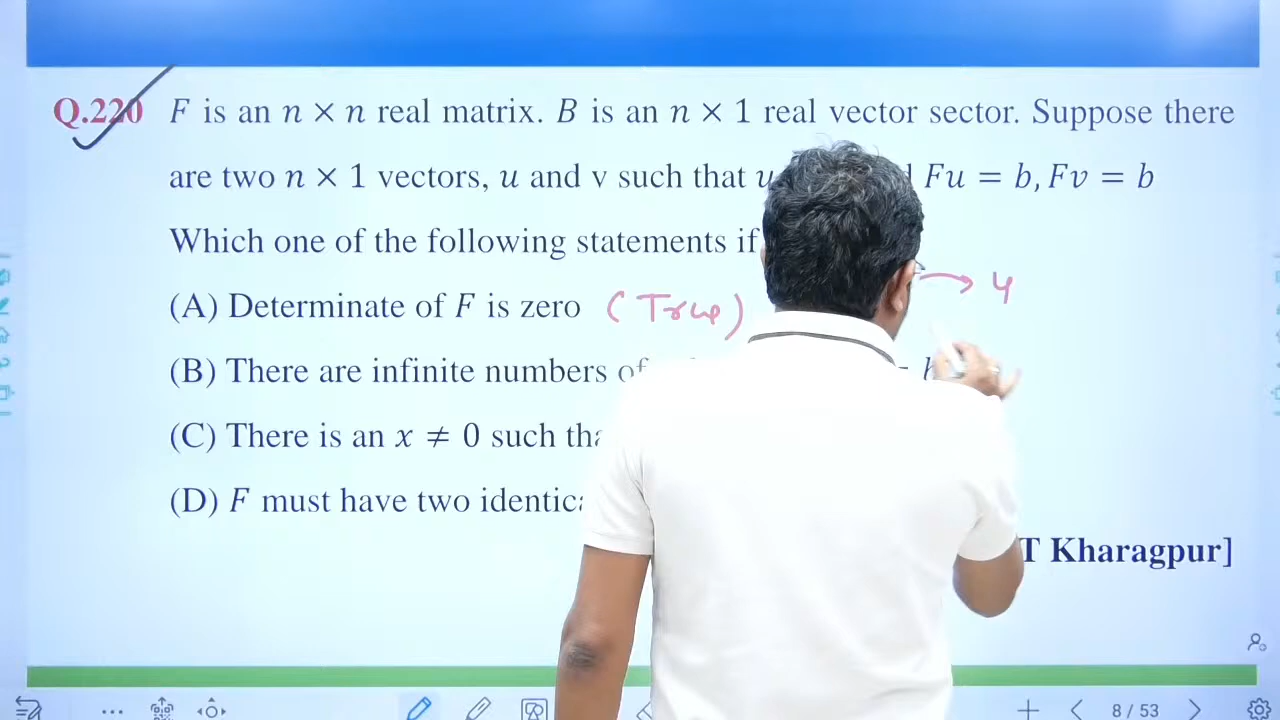 Q.220 F is an n × n real matrix. B is an n × 1 real vector sector. Suppose there
are two n × 1 vectors, u and v such that u Fu = b, Fv = b
Which one of the following statements if
(A) Determinate of F is zero (True) → 4
(B) There are infinite numbers of
(C) There is an x ≠ 0 such tha
(D) F must have two identica
T Kharagpur]
8 / 53